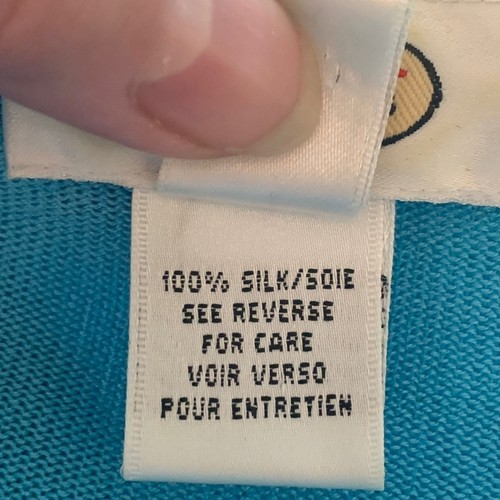 100% SILK/SOIE
SEE REVERSE
FOR CARE
VOIR VERSO
POUR ENTRETIEN